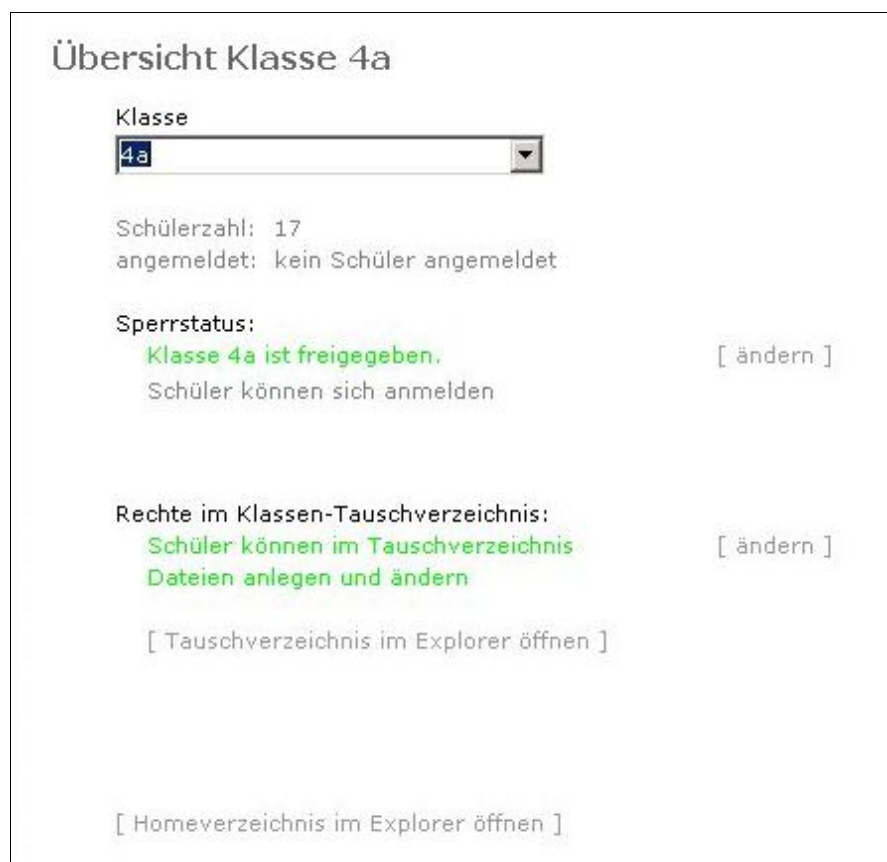 Übersicht Klasse 4a
Klasse
4a
Schülerzahl: 17
angemeldet: kein Schüler angemeldet
Sperrstatus:
Klasse 4a ist freigegeben. [ ändern ]
Schüler können sich anmelden
Rechte im Klassen-Tauschverzeichnis:
Schüler können im Tauschverzeichnis [ ändern ]
Dateien anlegen und ändern
[ Tauschverzeichnis im Explorer öffnen ]
[ Homeverzeichnis im Explorer öffnen ]